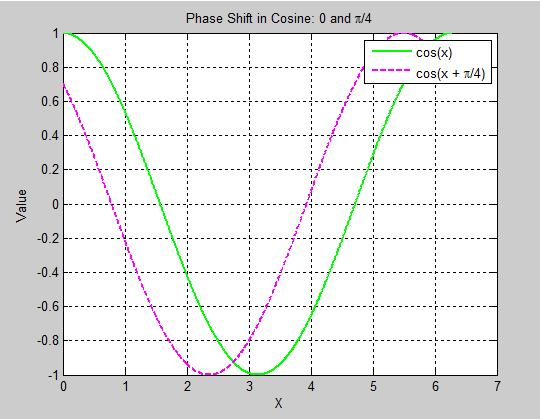 Phase Shift in Cosine: 0 and π/4
cos(x)
cos(x + π/4)
1
0.8
0.6
0.4
0.2
0
-0.2
-0.4
-0.6
-0.8
-1
Value
0 1 2 3 4 5 6 7
X